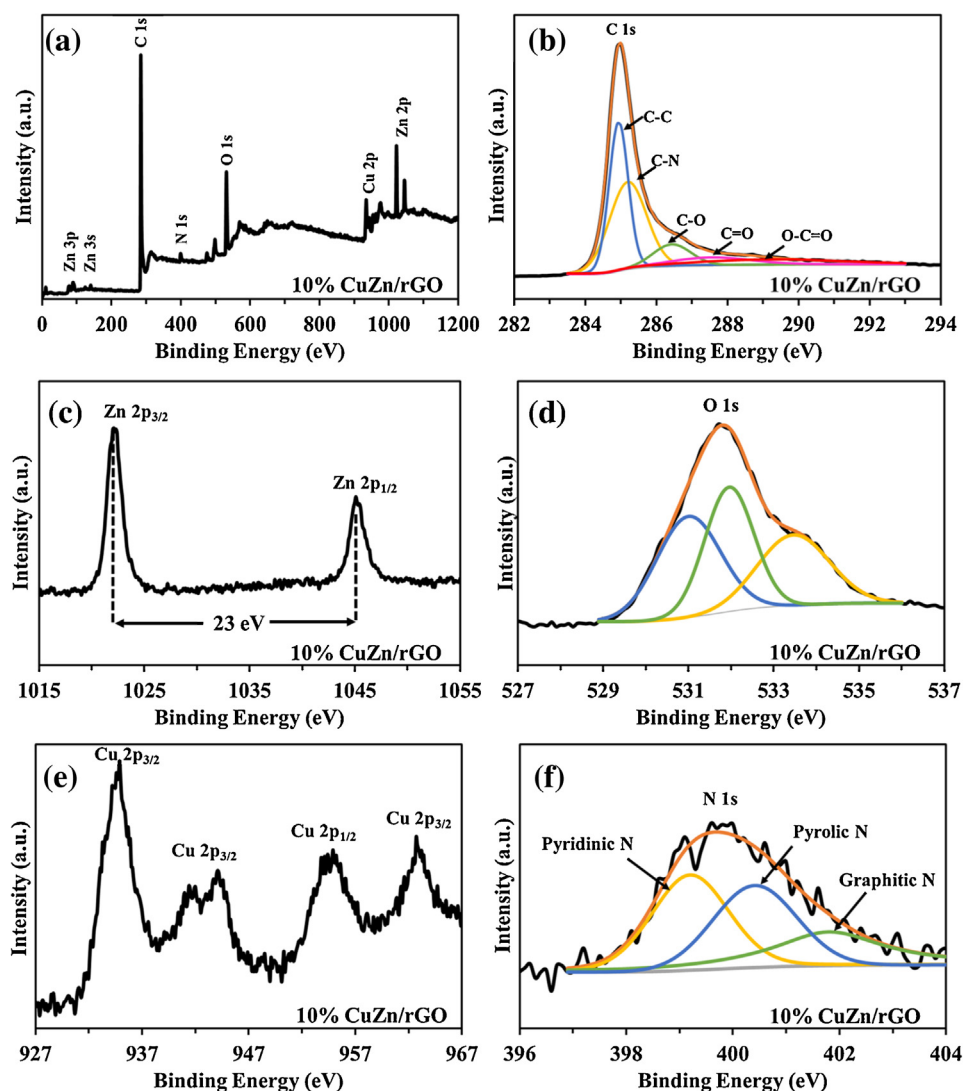 (a)
C 1s
Zn 3p
Zn 3s
N 1s
O 1s
Cu 2p
Zn 2p
10% CuZn/rGO
Intensity (a.u.)
0 200 400 600 800 1000 1200
Binding Energy (eV)
(b)
C 1s
C-C
C-N
C-O
C=O
O-C=O
10% CuZn/rGO
Intensity (a.u.)
282 284 286 288 290 292 294
Binding Energy (eV)
(c)
Zn 2p3/2
Zn 2p1/2
23 eV
10% CuZn/rGO
Intensity (a.u.)
1015 1025 1035 1045 1055
Binding Energy (eV)
(d)
O 1s
10% CuZn/rGO
Intensity (a.u.)
527 529 531 533 535 537
Binding Energy (eV)
(e)
Cu 2p3/2
Cu 2p3/2
Cu 2p1/2
Cu 2p3/2
10% CuZn/rGO
Intensity (a.u.)
927 937 947 957 967
Binding Energy (eV)
(f)
N 1s
Pyridinic N
Pyrolic N
Graphitic N
10% CuZn/rGO
Intensity (a.u.)
396 398 400 402 404
Binding Energy (eV)